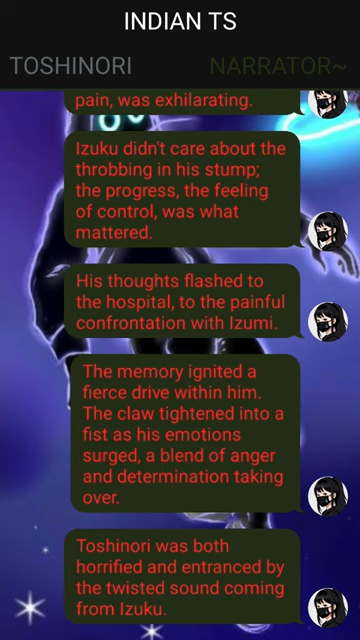 INDIAN TS
TOSHINORI NARRATOR~
pain, was exhilarating.
Izuku didn't care about the
throbbing in his stump;
the progress, the feeling
of control, was what
mattered.
His thoughts flashed to
the hospital, to the painful
confrontation with Izumi.
The memory ignited a
fierce drive within him.
The claw tightened into a
fist as his emotions
surged, a blend of anger
and determination taking
over.
Toshinori was both
horrified and entranced by
the twisted sound coming
from Izuku.